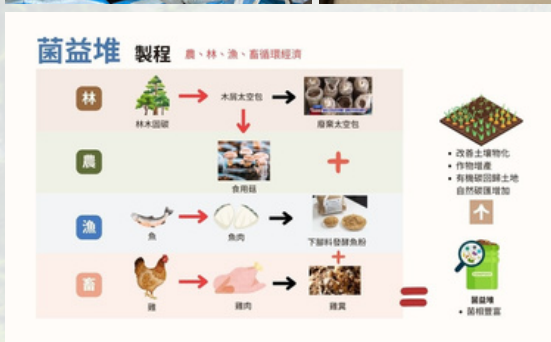 菌益堆 製程 農、林、漁、畜循環經濟
林
林木固碳
木屑太空包
廢棄太空包
農
食用菇
漁
魚
魚肉
下腳料發酵魚粉
畜
雞
雞肉
雞糞
• 改善土壤物化
• 作物增產
• 有機碳回歸土地
自然碳匯增加
菌益堆
• 菌相豐富